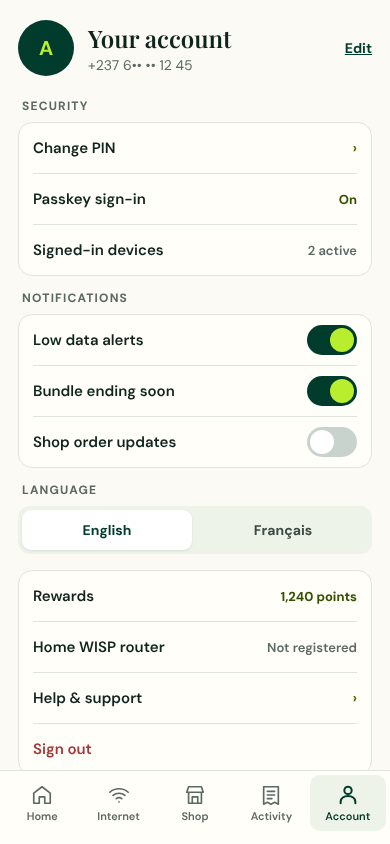 A
Your account
+237 6•• •• 12 45
Edit
SECURITY
Change PIN ›
Passkey sign-in On
Signed-in devices 2 active
NOTIFICATIONS
Low data alerts
Bundle ending soon
Shop order updates
LANGUAGE
English Français
Rewards 1,240 points
Home WISP router Not registered
Help & support ›
Sign out
Home Internet Shop Activity Account